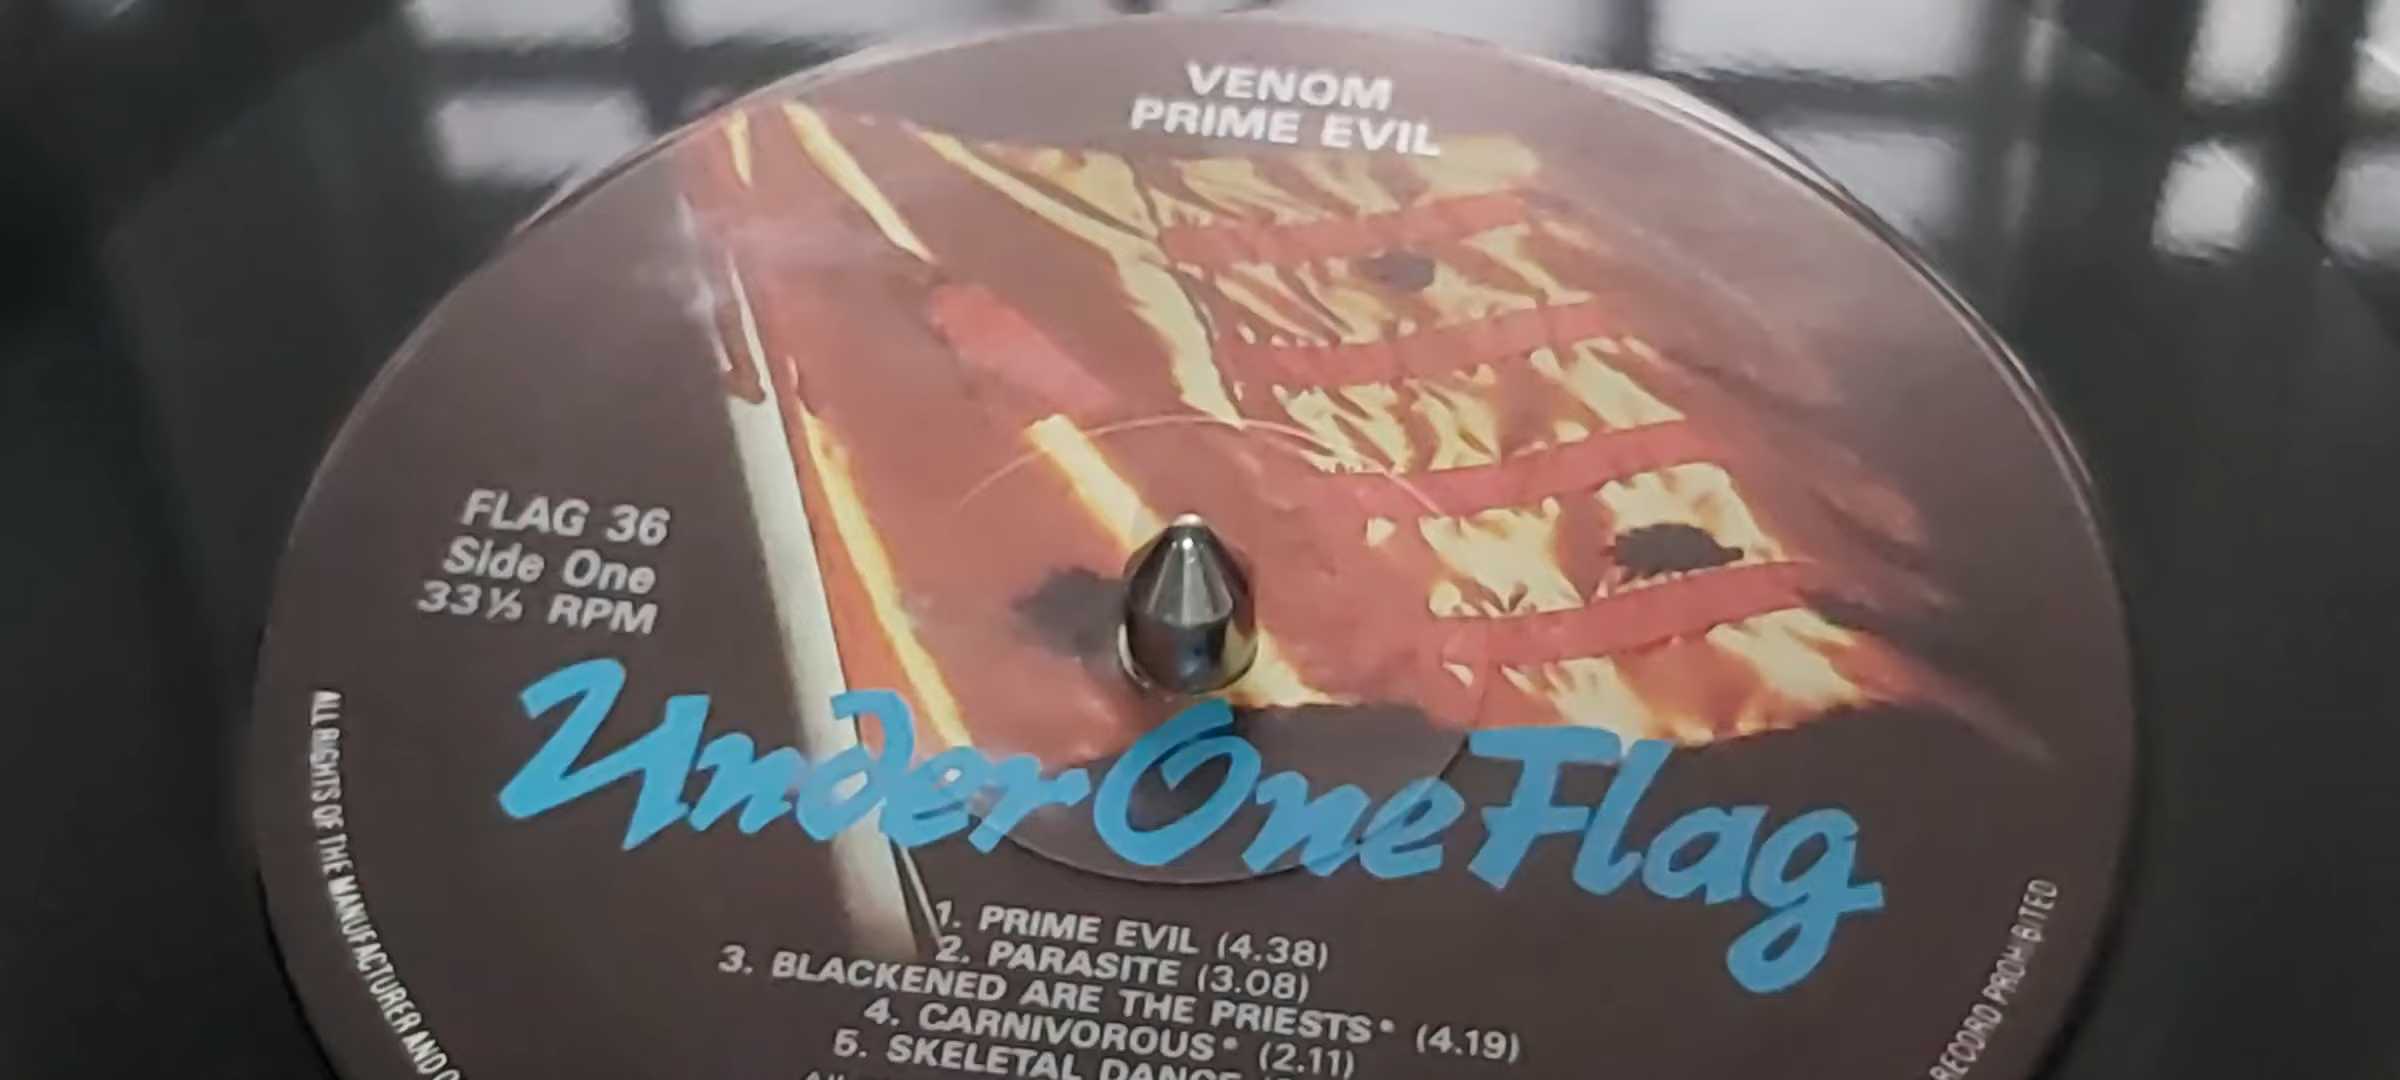 VENOM
PRIME EVIL
FLAG 36
Side One
33⅓ RPM
Under One Flag
1. PRIME EVIL (4.38)
2. PARASITE (3.08)
3. BLACKENED ARE THE PRIESTS* (4.19)
4. CARNIVOROUS* (2.11)
5. SKELETAL DANCE
ALL RIGHTS OF THE MANUFACTURER AND
RECORD PROHIBITED